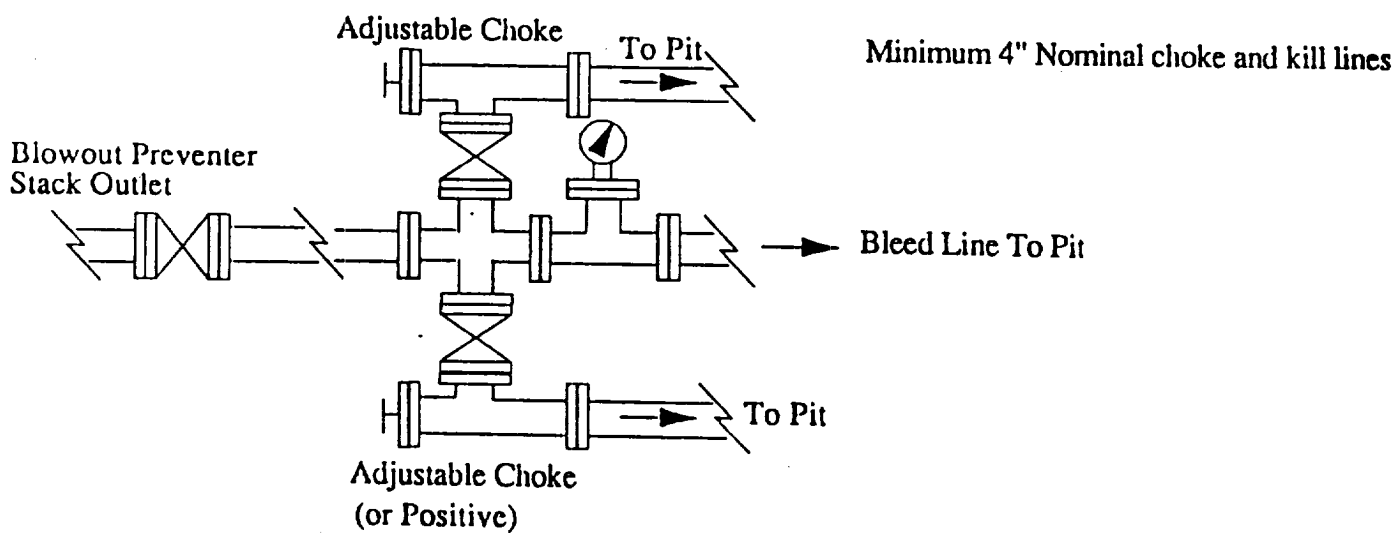 Adjustable Choke
To Pit
Minimum 4" Nominal choke and kill lines
Blowout Preventer
Stack Outlet
Bleed Line To Pit
To Pit
Adjustable Choke
(or Positive)